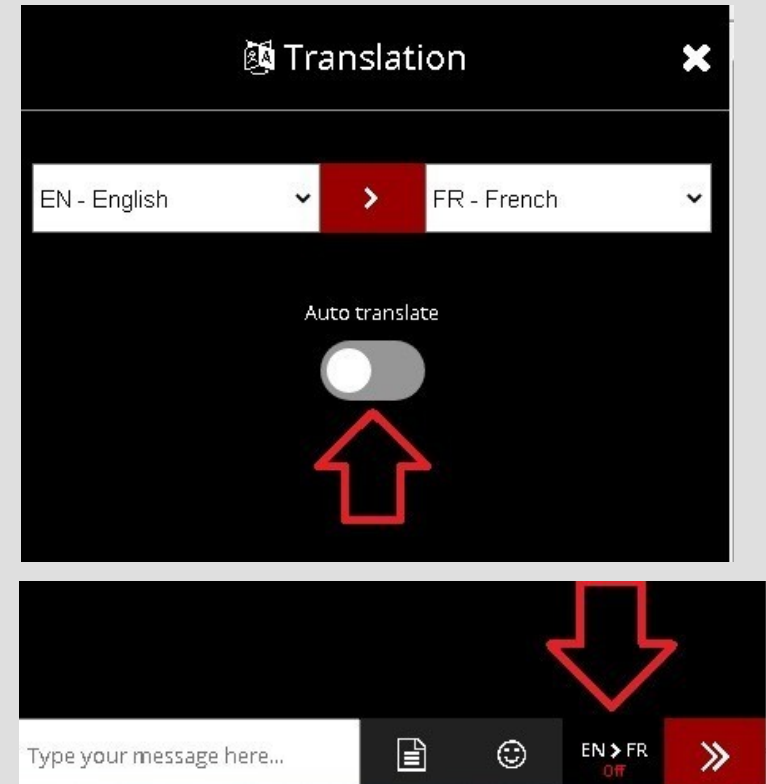 Translation
EN - English > FR - French
Auto translate
Type your message here...
EN > FR
Off